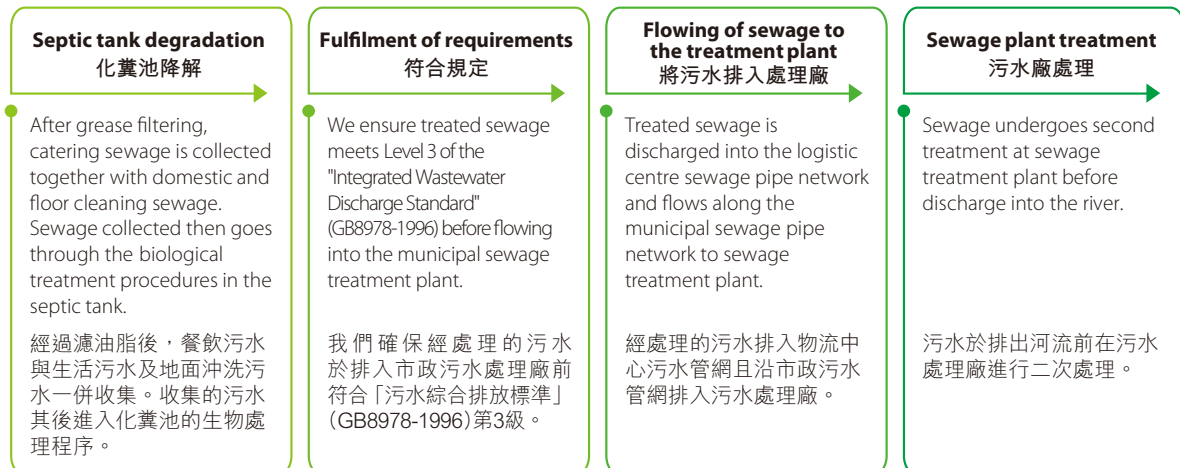 Septic tank degradation
化糞池降解
After grease filtering,
catering sewage is collected
together with domestic and
floor cleaning sewage.
Sewage collected then goes
through the biological
treatment procedures in the
septic tank.
經過濾油脂後，餐飲污水
與生活污水及地面沖洗污
水一併收集。收集的污水
其後進入化糞池的生物處
理程序。
Fulfilment of requirements
符合規定
We ensure treated sewage
meets Level 3 of the
"Integrated Wastewater
Discharge Standard"
(GB8978-1996) before flowing
into the municipal sewage
treatment plant.
我們確保經處理的污水
於排入市政污水處理廠前
符合「污水綜合排放標準」
（GB8978-1996）第3級。
Flowing of sewage to
the treatment plant
將污水排入處理廠
Treated sewage is
discharged into the logistic
centre sewage pipe network
and flows along the
municipal sewage pipe
network to sewage
treatment plant.
經處理的污水排入物流中
心污水管網且沿市政污水
管網排入污水處理廠。
Sewage plant treatment
污水廠處理
Sewage undergoes second
treatment at sewage
treatment plant before
discharge into the river.
污水於排出河流前在污水
處理廠進行二次處理。